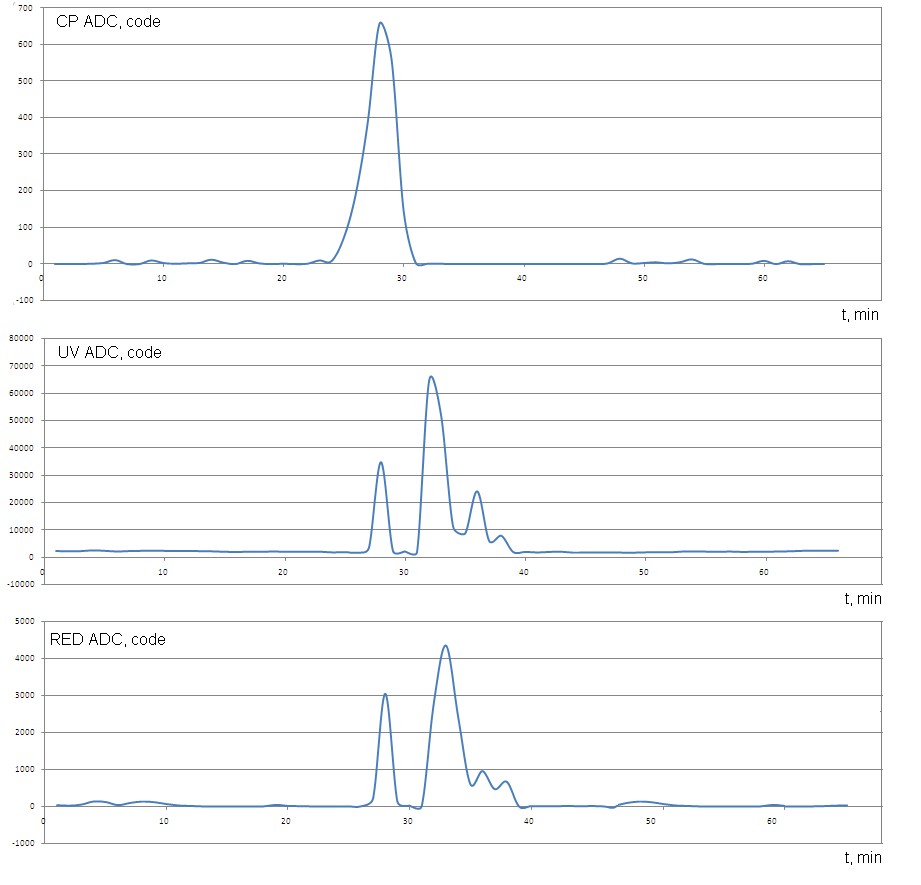 700
CP ADC, code
600
500
400
300
200
100
0
0 10 20 30 40 50 60
-100
t, min
80000
UV ADC, code
70000
60000
50000
40000
30000
20000
10000
0
0 10 20 30 40 50 60
-10000
t, min
5000
RED ADC, code
4000
3000
2000
1000
0
0 10 20 30 40 50 60
-1000
t, min